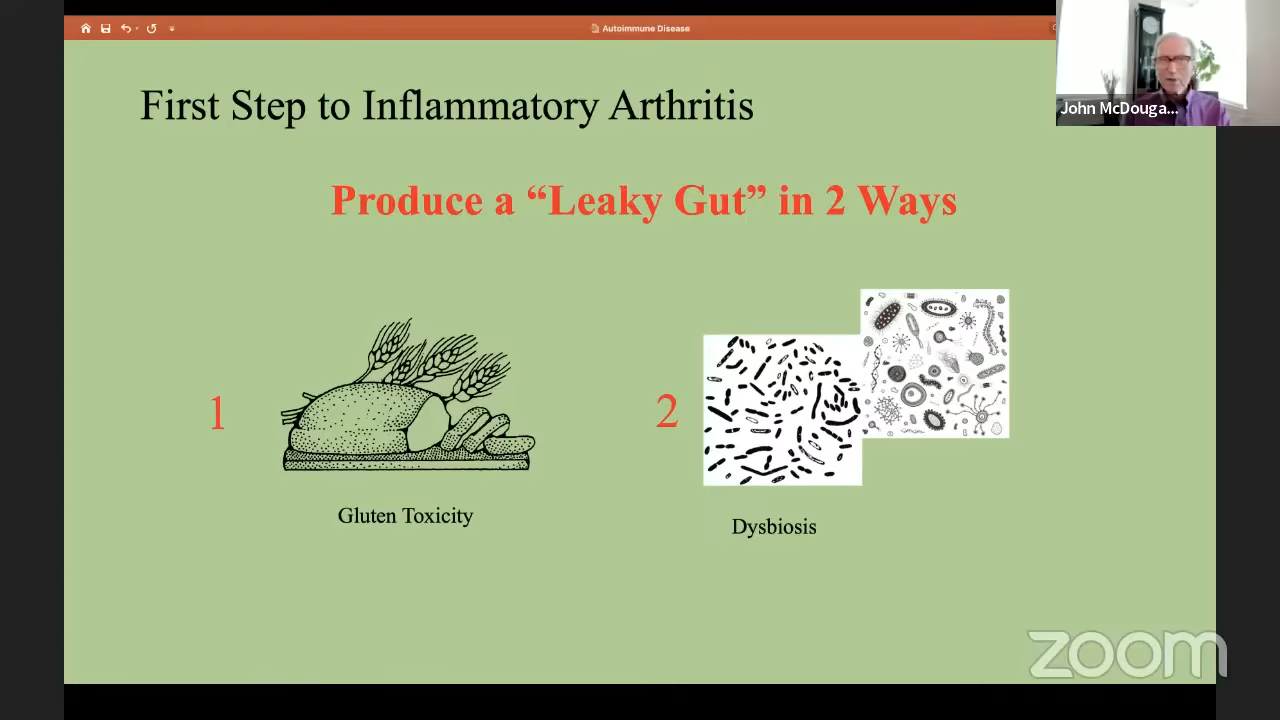 Autoimmune Disease
First Step to Inflammatory Arthritis
John McDouga...
Produce a “Leaky Gut” in 2 Ways
1
2
Gluten Toxicity
Dysbiosis
zoom